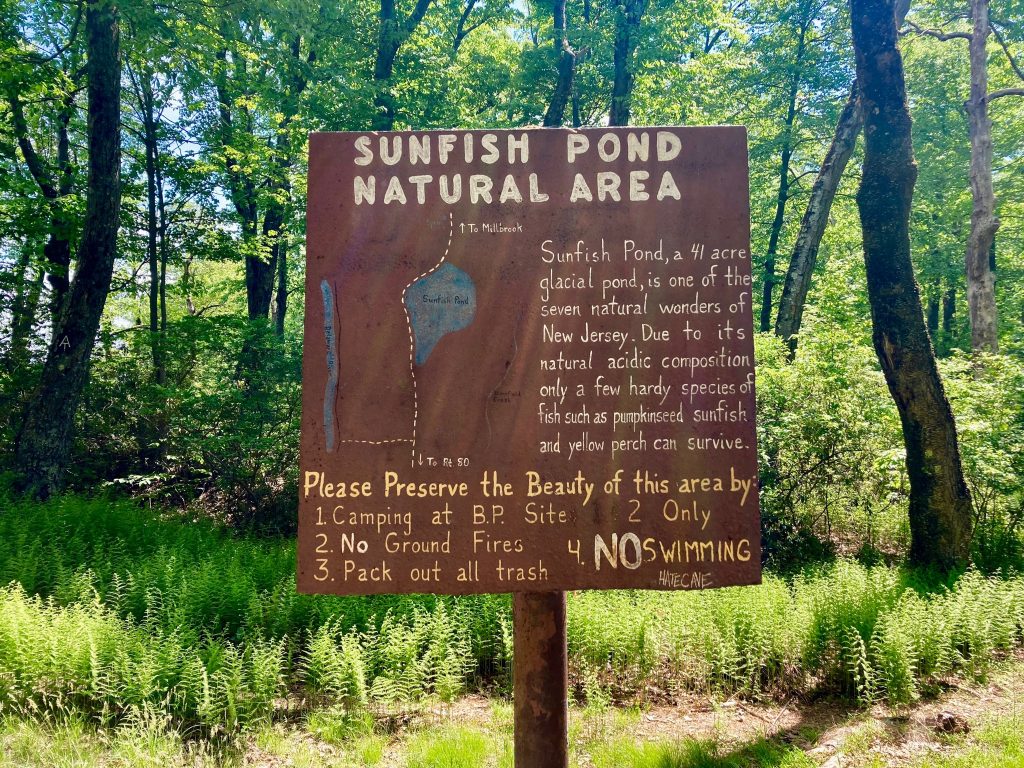 SUNFISH POND
NATURAL AREA
↑ To Millbrook
Sunfish Pond
Sunfish Pond, a 41 acre
glacial pond, is one of the
seven natural wonders of
New Jersey. Due to its
natural acidic composition
only a few hardy species of
fish such as pumpkinseed sunfish
and yellow perch can survive.
↓ To Rt 80
Please Preserve the Beauty of this area by:
1. Camping at B.P. Site 2 Only
2. No Ground Fires
3. Pack out all trash
4. NO SWIMMING
A